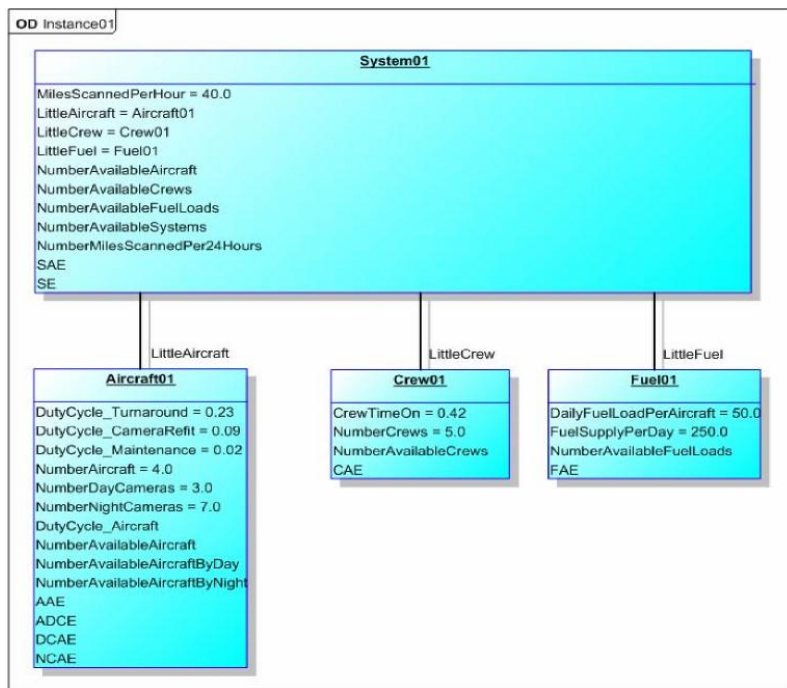 OD Instance01
System01
MilesScannedPerHour = 40.0
LittleAircraft = Aircraft01
LittleCrew = Crew01
LittleFuel = Fuel01
NumberAvailableAircraft
NumberAvailableCrews
NumberAvailableFuelLoads
NumberAvailableSystems
NumberMilesScannedPer24Hours
SAE
SE
LittleAircraft
LittleCrew
LittleFuel
Aircraft01
DutyCycle_Turnaround = 0.23
DutyCycle_CameraRefit = 0.09
DutyCycle_Maintenance = 0.02
NumberAircraft = 4.0
NumberDayCameras = 3.0
NumberNightCameras = 7.0
DutyCycle_Aircraft
NumberAvailableAircraft
NumberAvailableAircraftByDay
NumberAvailableAircraftByNight
AAE
ADCE
DCAE
NCAE
Crew01
CrewTimeOn = 0.42
NumberCrews = 5.0
NumberAvailableCrews
CAE
Fuel01
DailyFuelLoadPerAircraft = 50.0
FuelSupplyPerDay = 250.0
NumberAvailableFuelLoads
FAE